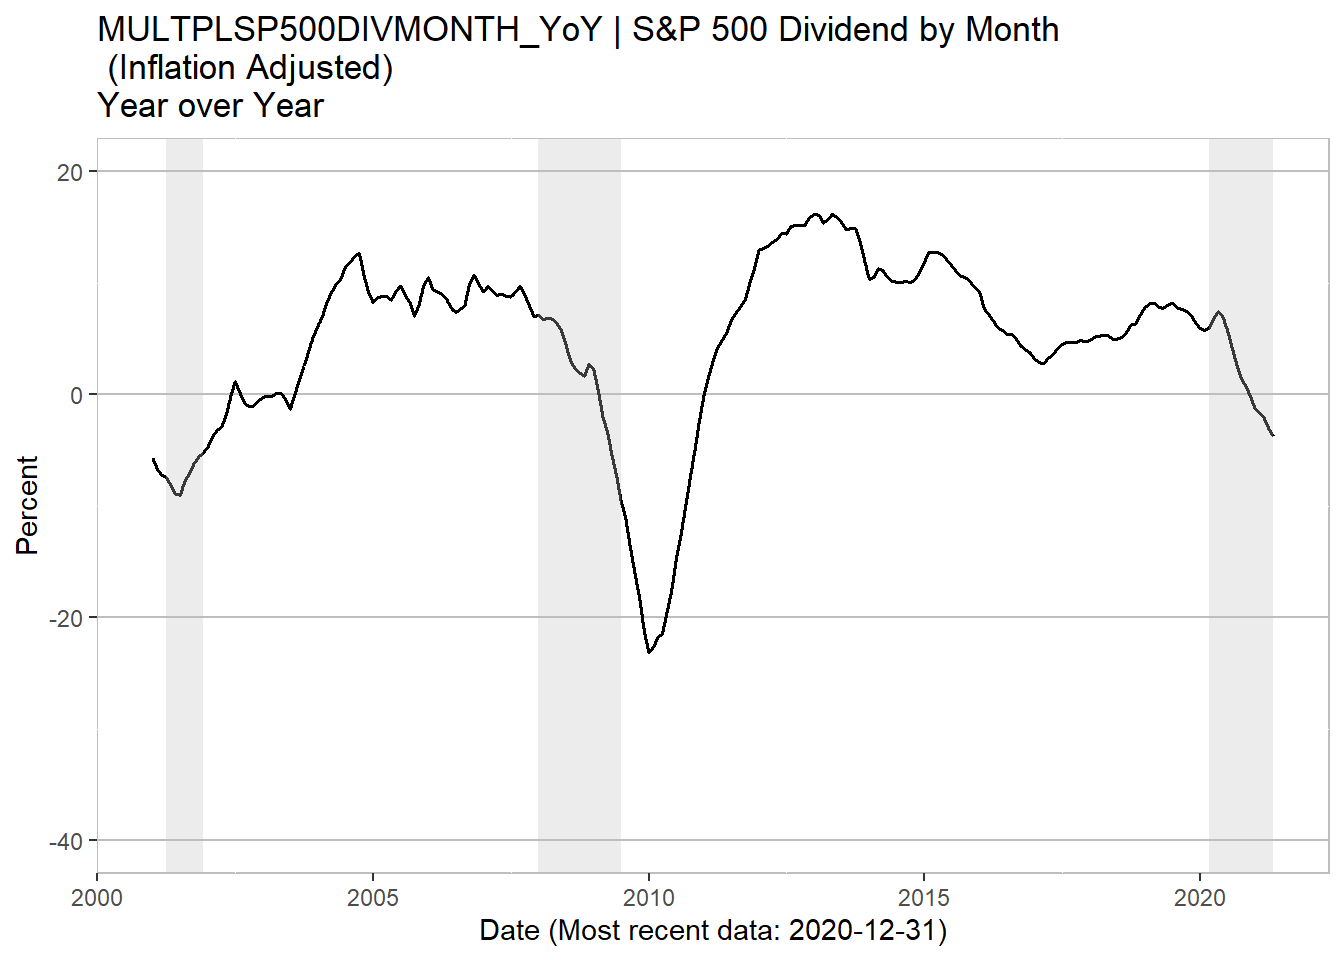 MULTPLSP500DIVMONTH_YoY | S&P 500 Dividend by Month
(Inflation Adjusted)
Year over Year
20
0
-20
-40
Percent
2000 2005 2010 2015 2020
Date (Most recent data: 2020-12-31)